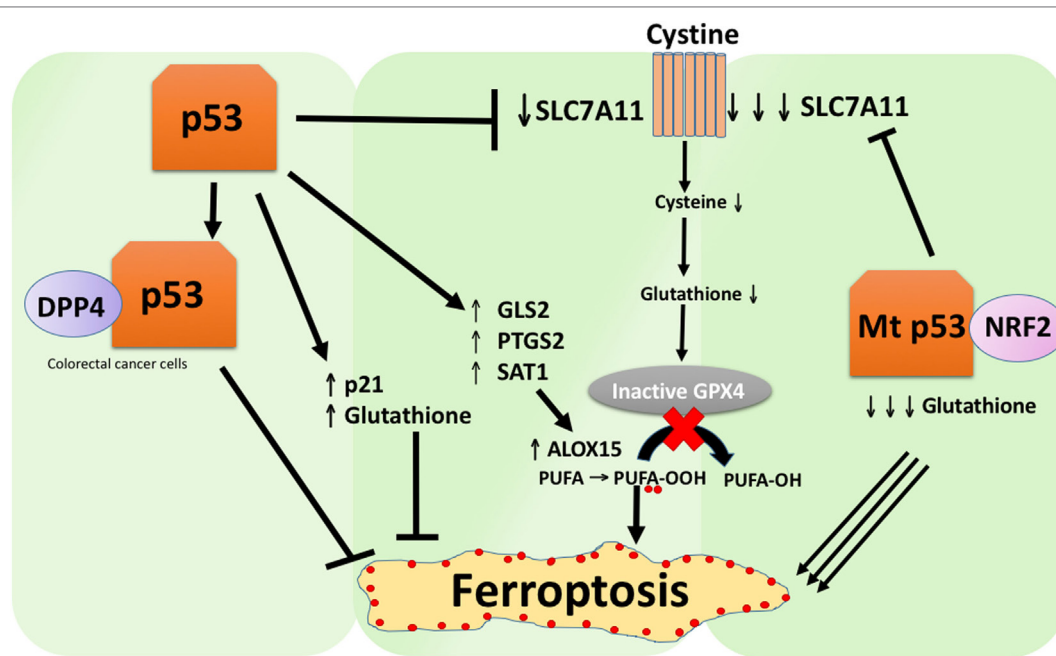 Cystine
p53
↓ SLC7A11
↓ ↓ ↓ SLC7A11
Cysteine ↓
DPP4
p53
Colorectal cancer cells
Glutathione ↓
↑ GLS2
↑ PTGS2
↑ SAT1
Mt p53
NRF2
↑ p21
↑ Glutathione
Inactive GPX4
↓ ↓ ↓ Glutathione
↑ ALOX15
PUFA → PUFA-OOH
PUFA-OH
Ferroptosis